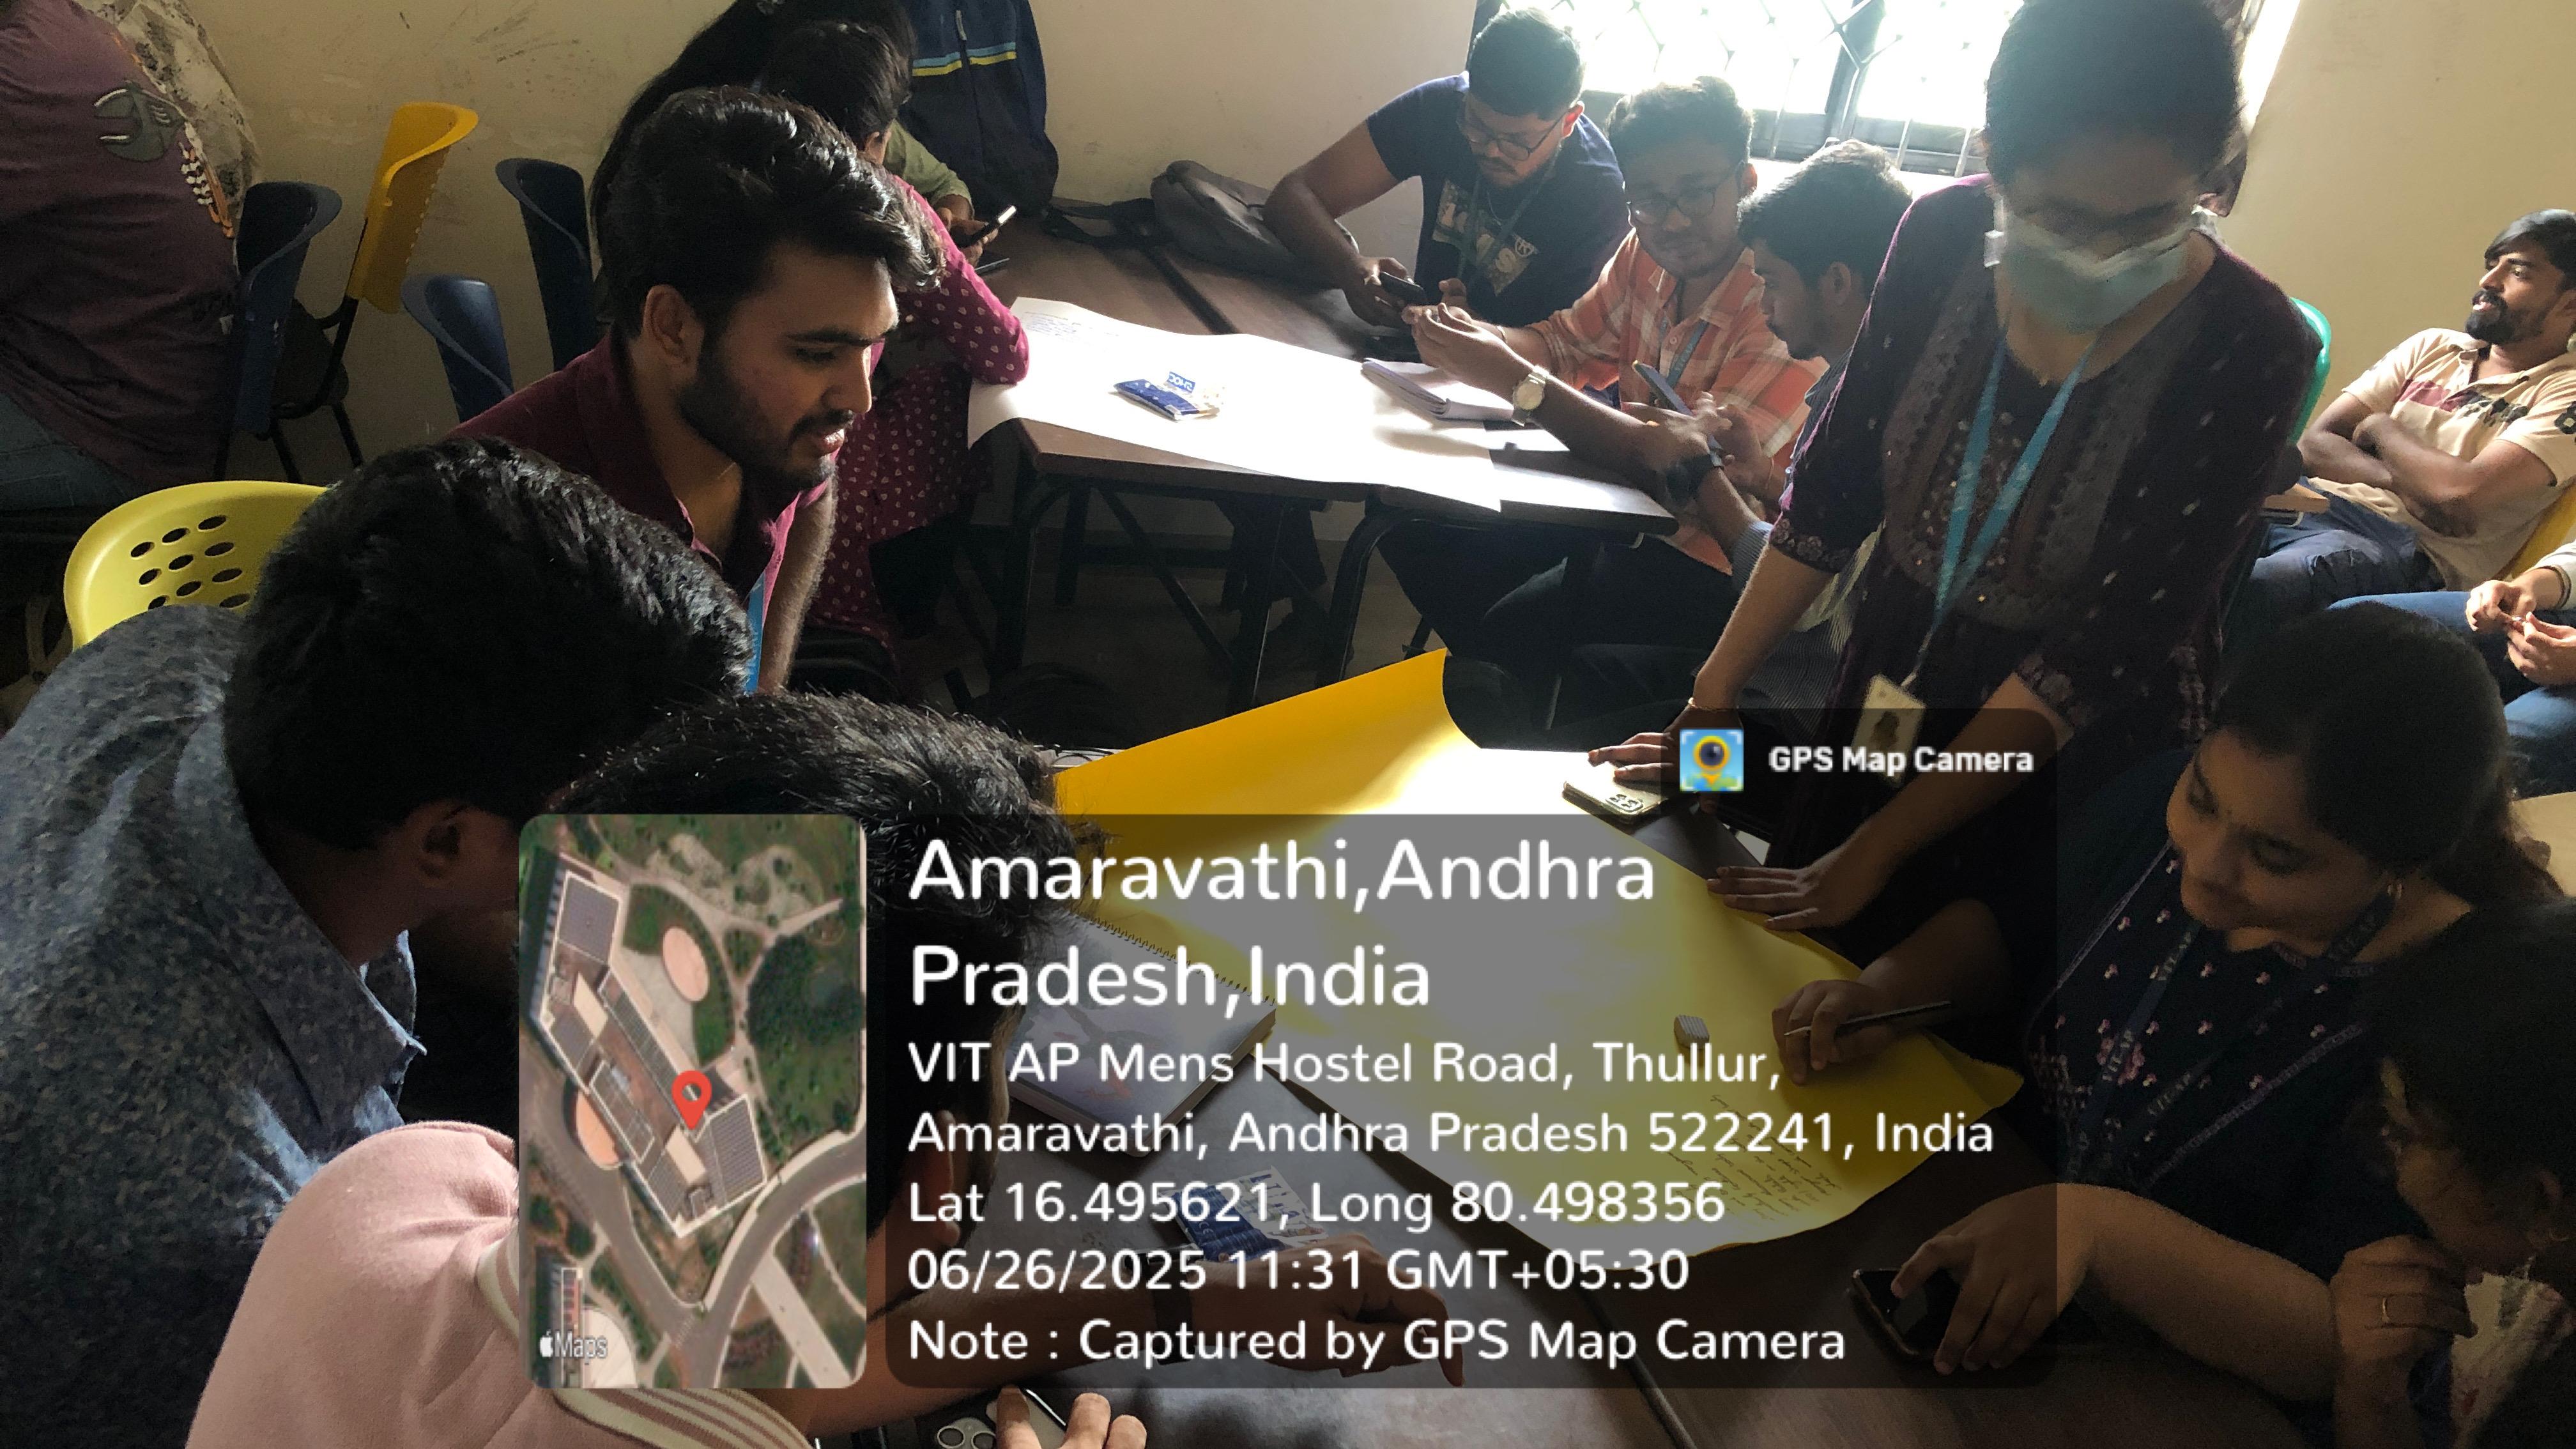 GPS Map Camera
Amaravathi,Andhra
Pradesh,India
VIT AP Mens Hostel Road, Thullur,
Amaravathi, Andhra Pradesh 522241, India
Lat 16.495621, Long 80.498356
06/26/2025 11:31 GMT+05:30
Note : Captured by GPS Map Camera
Maps